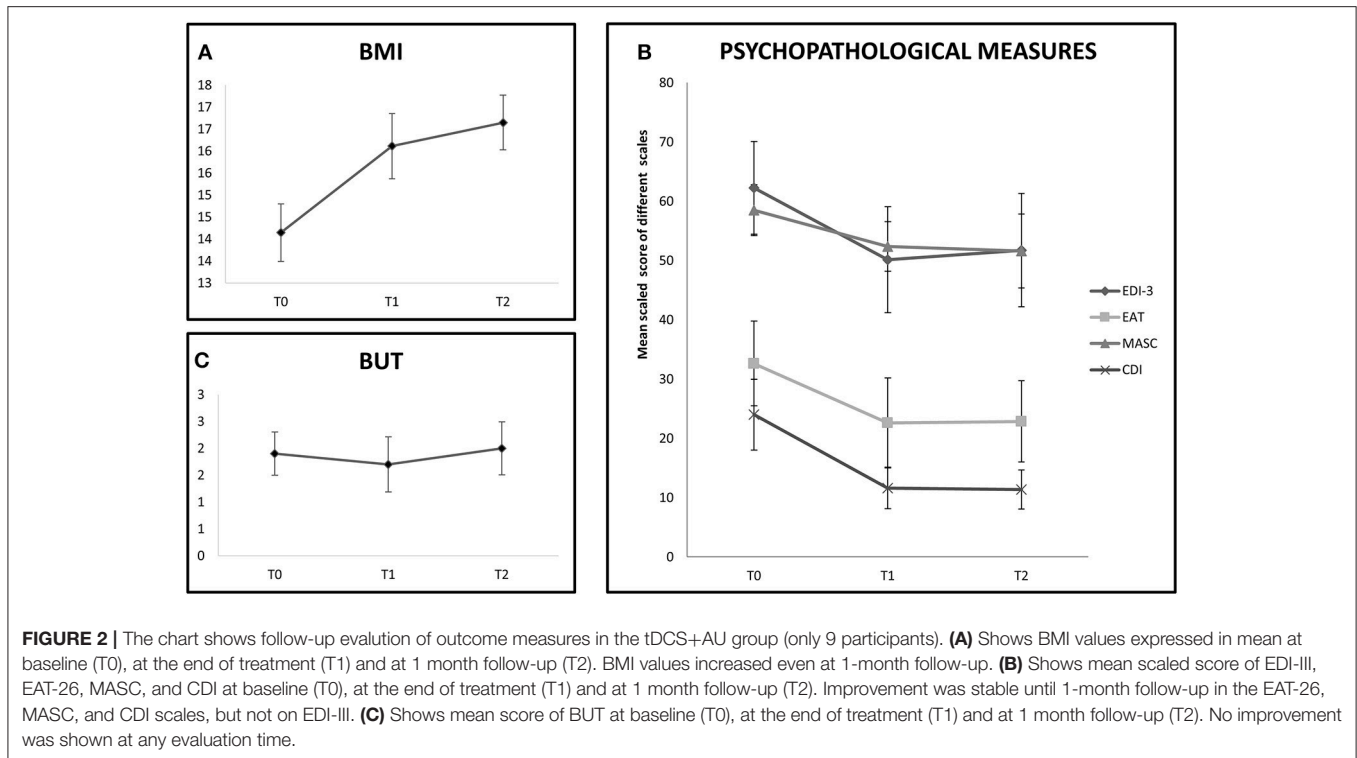 A
BMI
18
17
17
16
16
15
15
14
14
13
T0 T1 T2
B
PSYCHOPATHOLOGICAL MEASURES
Mean scaled score of different scales
80
70
60
50
40
30
20
10
0
T0 T1 T2
EDI-3
EAT
MASC
CDI
C
BUT
3
3
2
2
1
1
0
T0 T1 T2
FIGURE 2 | The chart shows follow-up evalution of outcome measures in the tDCS+AU group (only 9 participants). (A) Shows BMI values expressed in mean at
baseline (T0), at the end of treatment (T1) and at 1 month follow-up (T2). BMI values increased even at 1-month follow-up. (B) Shows mean scaled score of EDI-III,
EAT-26, MASC, and CDI at baseline (T0), at the end of treatment (T1) and at 1 month follow-up (T2). Improvement was stable until 1-month follow-up in the EAT-26,
MASC, and CDI scales, but not on EDI-III. (C) Shows mean score of BUT at baseline (T0), at the end of treatment (T1) and at 1 month follow-up (T2). No improvement
was shown at any evaluation time.